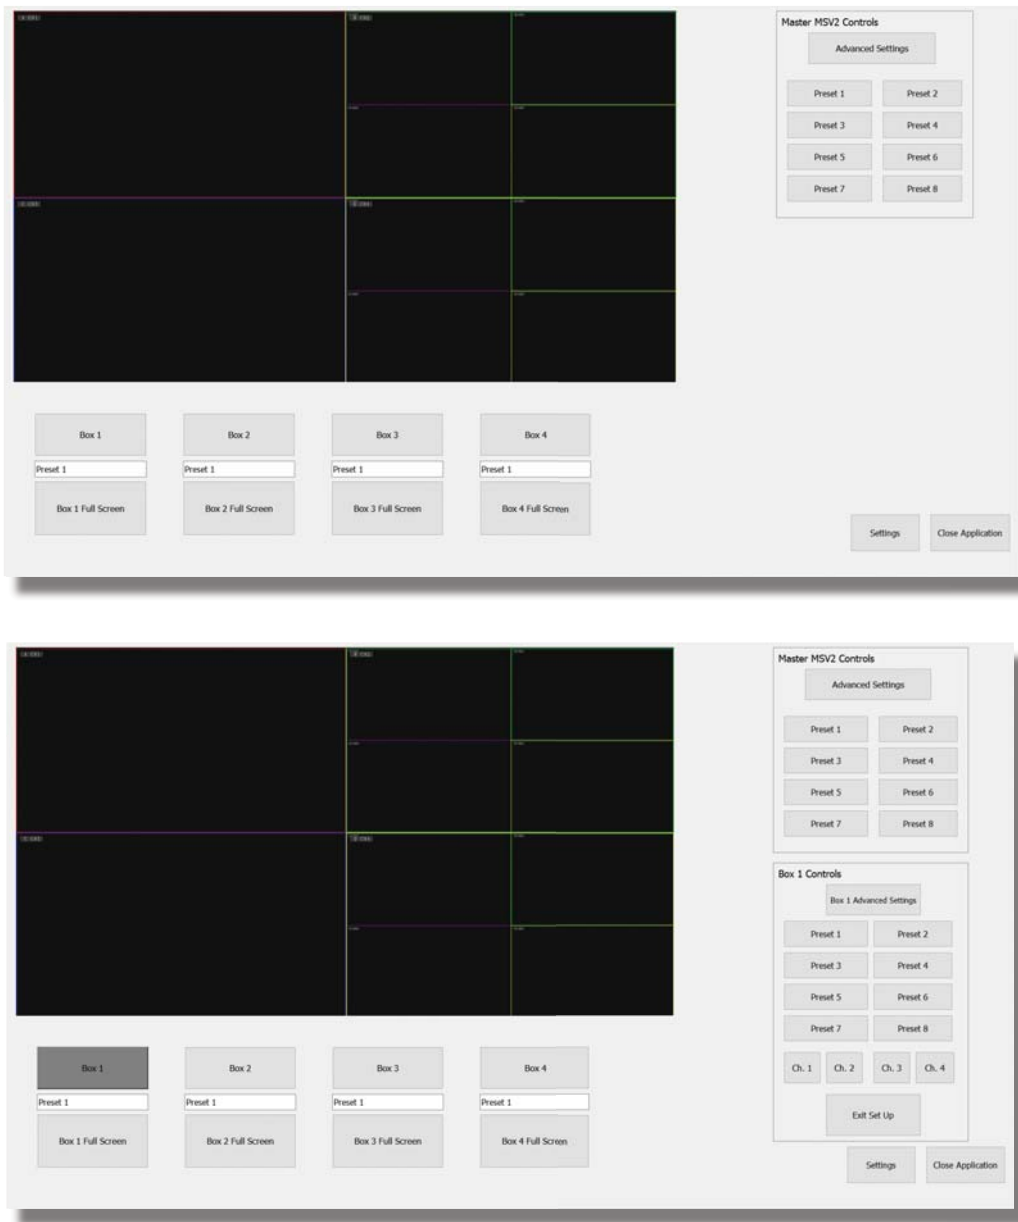 Master MSV2 Controls
Advanced Settings
Preset 1 Preset 2
Preset 3 Preset 4
Preset 5 Preset 6
Preset 7 Preset 8
Box 1 Box 2 Box 3 Box 4
Preset 1 Preset 1 Preset 1 Preset 1
Box 1 Full Screen Box 2 Full Screen Box 3 Full Screen Box 4 Full Screen
Settings Close Application
Master MSV2 Controls
Advanced Settings
Preset 1 Preset 2
Preset 3 Preset 4
Preset 5 Preset 6
Preset 7 Preset 8
Box 1 Controls
Box 1 Advanced Settings
Preset 1 Preset 2
Preset 3 Preset 4
Preset 5 Preset 6
Preset 7 Preset 8
Ch. 1 Ch. 2 Ch. 3 Ch. 4
Exit Set Up
Box 1 Box 2 Box 3 Box 4
Preset 1 Preset 1 Preset 1 Preset 1
Box 1 Full Screen Box 2 Full Screen Box 3 Full Screen Box 4 Full Screen
Settings Close Application